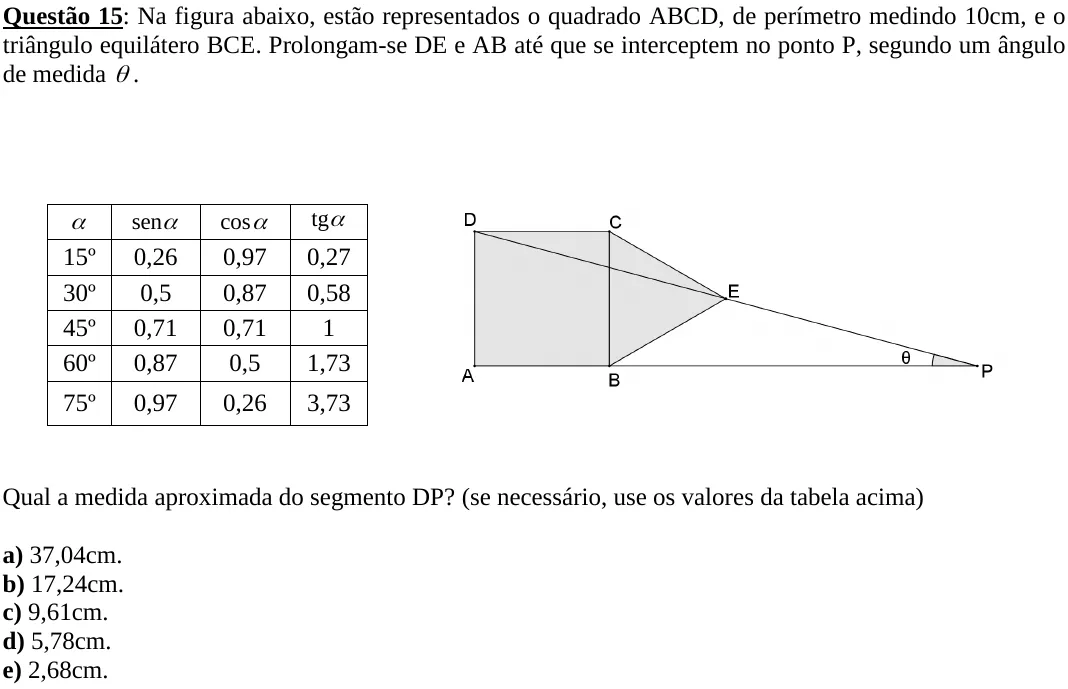 Questão 15: Na figura abaixo, estão representados o quadrado ABCD, de perímetro medindo 10cm, e o
triângulo equilátero BCE. Prolongam-se DE e AB até que se interceptem no ponto P, segundo um ângulo
de medida θ.
α senα cosα tgα
15º 0,26 0,97 0,27
30º 0,5 0,87 0,58
45º 0,71 0,71 1
60º 0,87 0,5 1,73
75º 0,97 0,26 3,73
D C
E
θ
A B P
Qual a medida aproximada do segmento DP? (se necessário, use os valores da tabela acima)
a) 37,04cm.
b) 17,24cm.
c) 9,61cm.
d) 5,78cm.
e) 2,68cm.